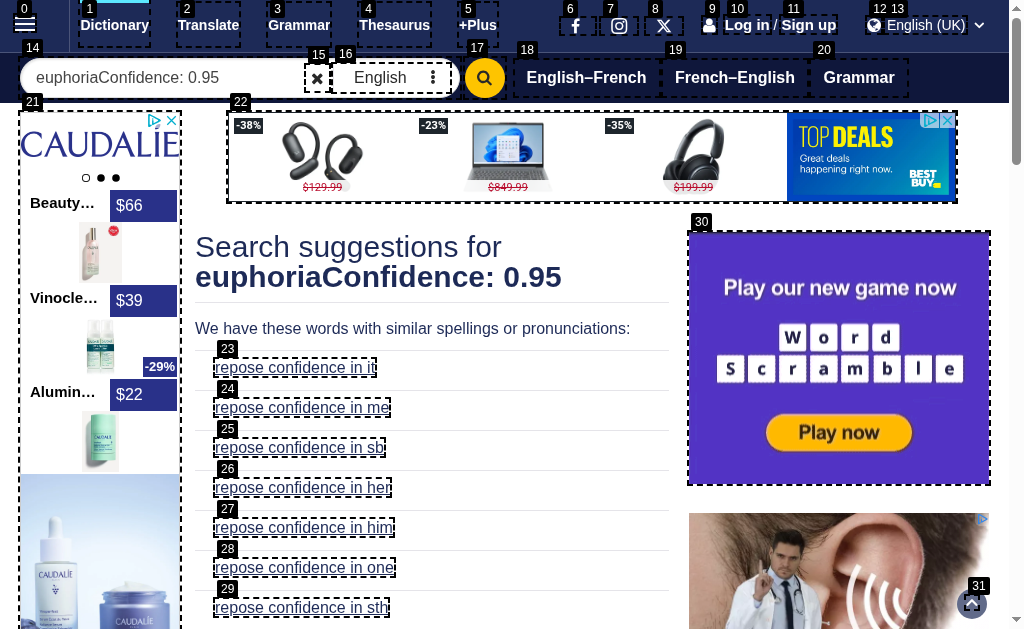 0 1 2 3 4 5 6 7 8 9 10 11 12 13
Dictionary Translate Grammar Thesaurus +Plus Log in / Sign up English (UK)
14 15 16 17 18 19 20
euphoriaConfidence: 0.95 English English–French French–English Grammar
21 22
CAUDALÍE
Beauty... $66
Vinocle... $39
-29%
Alumin... $22
CAUDALÍE
CAUDALÍE
-38% $129.99
-23% $849.99
-35% $199.99
TOP DEALS
Great deals
happening right now.
BEST
BUY
Search suggestions for
euphoriaConfidence: 0.95
We have these words with similar spellings or pronunciations:
23
repose confidence in it
24
repose confidence in me
25
repose confidence in sb
26
repose confidence in her
27
repose confidence in him
28
repose confidence in one
29
repose confidence in sth
30
Play our new game now
Word
Scramble
Play now
31